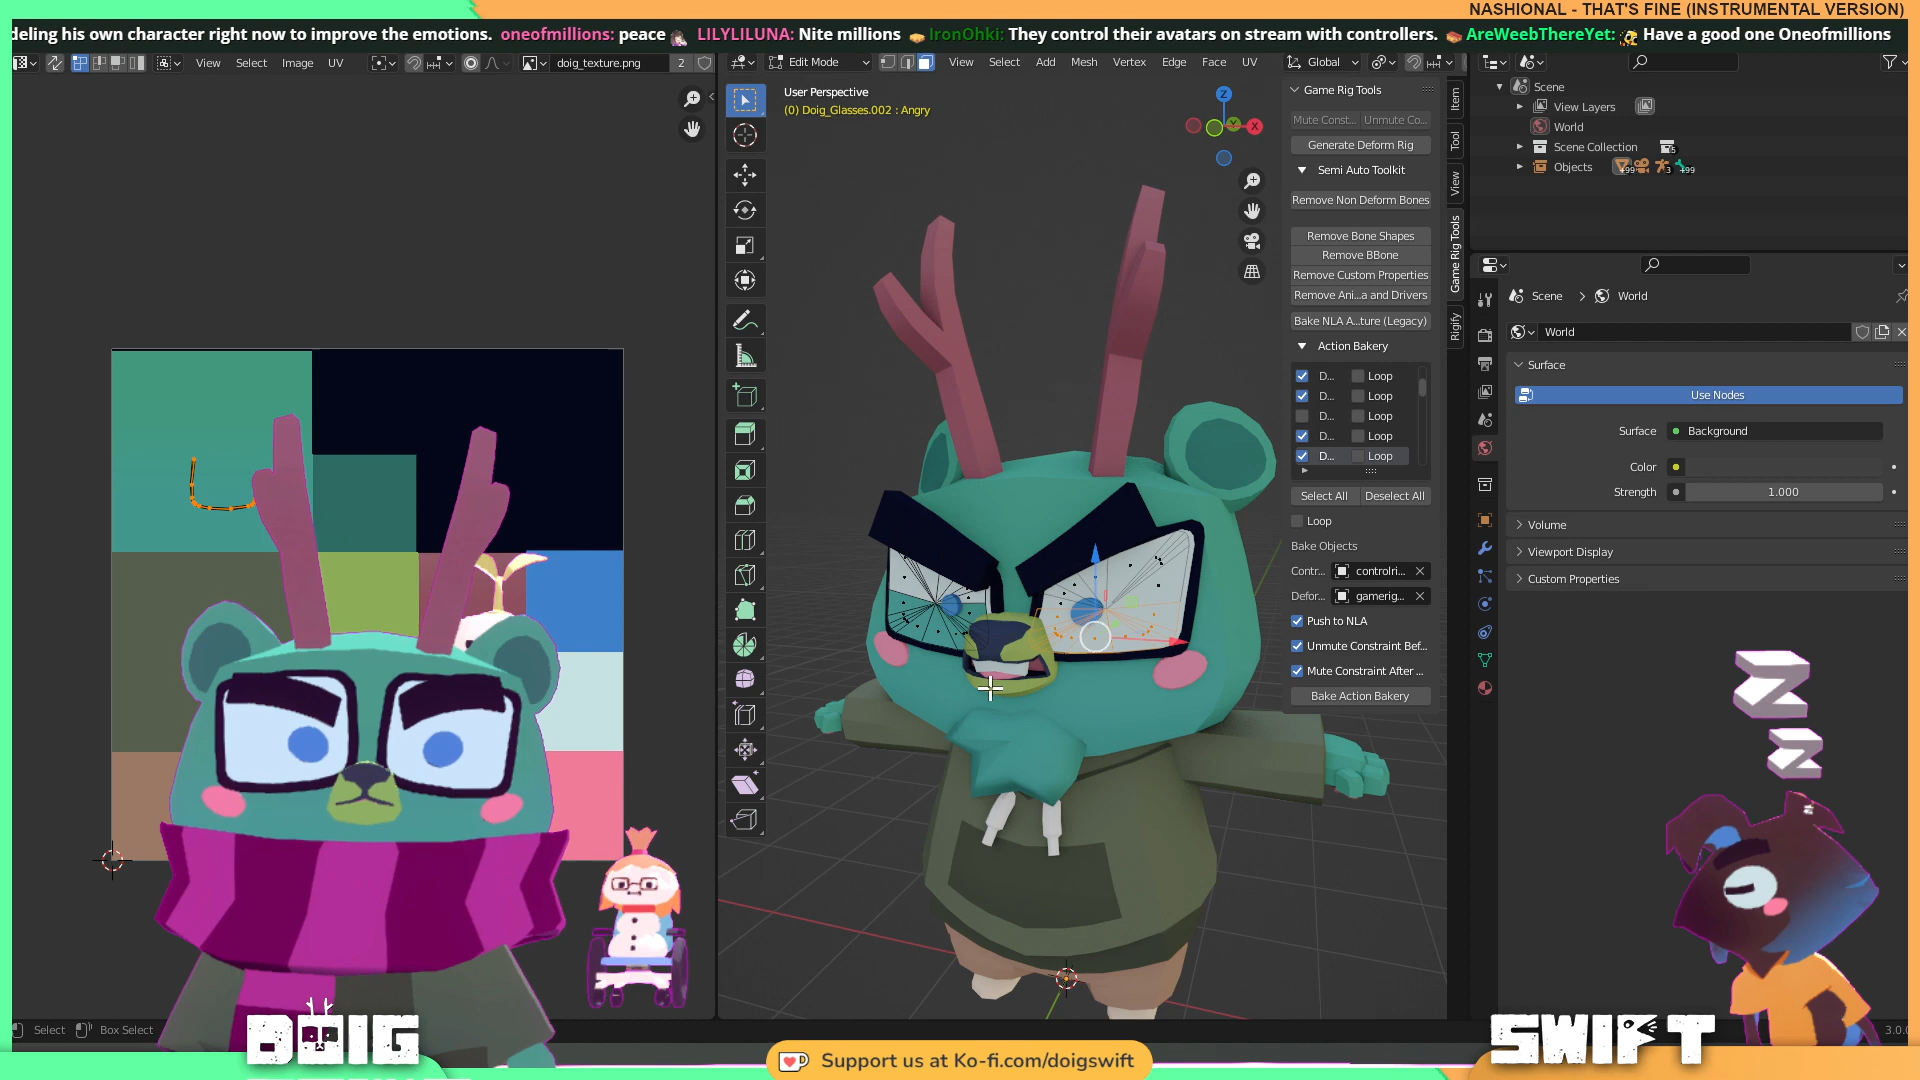 NASHIONAL - THAT'S FINE (INSTRUMENTAL VERSION)
deling his own character right now to improve the emotions. oneofmillions: peace LILYLILUNA: Nite millions IronOhki: They control their avatars on stream with controllers. AreWeebThereYet: Have a good one Oneofmillions
View Select Image UV doig_texture.png 2
Edit Mode View Select Add Mesh Vertex Edge Face UV Global
User Perspective
(0) Doig_Glasses.002 : Angry
Z
Y
X
Game Rig Tools
Mute Const... Unmute Co...
Generate Deform Rig
Semi Auto Toolkit
Remove Non Deform Bones
Remove Bone Shapes
Remove BBone
Remove Custom Properties
Remove Ani...a and Drivers
Bake NLA A...ture (Legacy)
Action Bakery
D... Loop
D... Loop
D... Loop
D... Loop
D... Loop
Select All Deselect All
Loop
Bake Objects
Contr... controlri...
Defor... gamerig...
Push to NLA
Unmute Constraint Bef...
Mute Constraint After ...
Bake Action Bakery
Item
Tool
View
Game Rig Tools
Rigify
Scene
View Layers
World
Scene Collection 5
Objects +99 3 +99
Scene > World
World
Surface
Use Nodes
Surface Background
Color
Strength 1.000
Volume
Viewport Display
Custom Properties
Z
Z
Select Box Select
3.0.0
DOIG
SWIFT
Support us at Ko-fi.com/doigswift